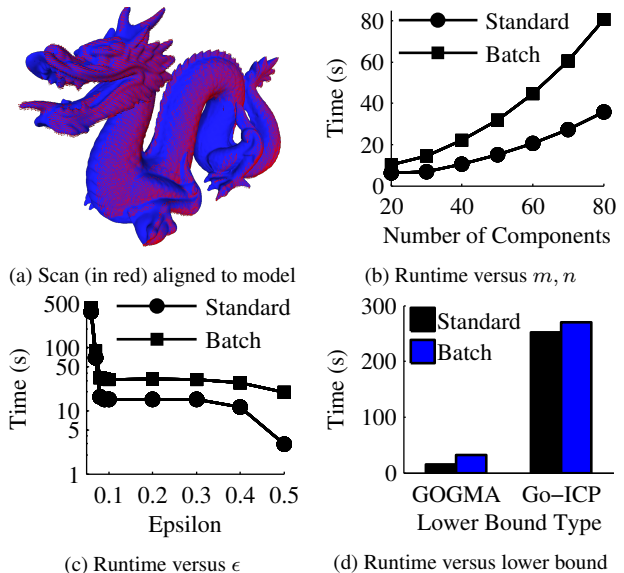 80
60
40
20
0
Time (s)
Standard
Batch
20 40 60 80
Number of Components
(a) Scan (in red) aligned to model
(b) Runtime versus m, n
500
100
50
10
5
1
Time (s)
Standard
Batch
0.1 0.2 0.3 0.4 0.5
Epsilon
(c) Runtime versus ϵ
300
200
100
0
Time (s)
Standard
Batch
GOGMA Go−ICP
Lower Bound Type
(d) Runtime versus lower bound